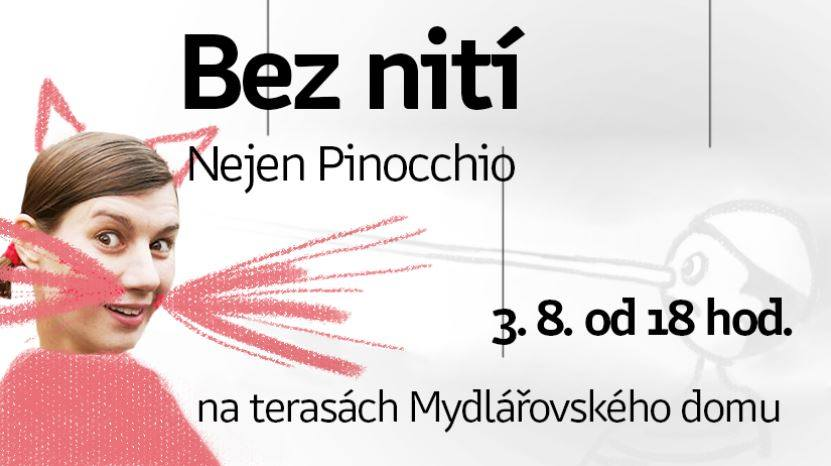 Bez nití
Nejen Pinocchio
3. 8. od 18 hod.
na terasách Mydlářovského domu